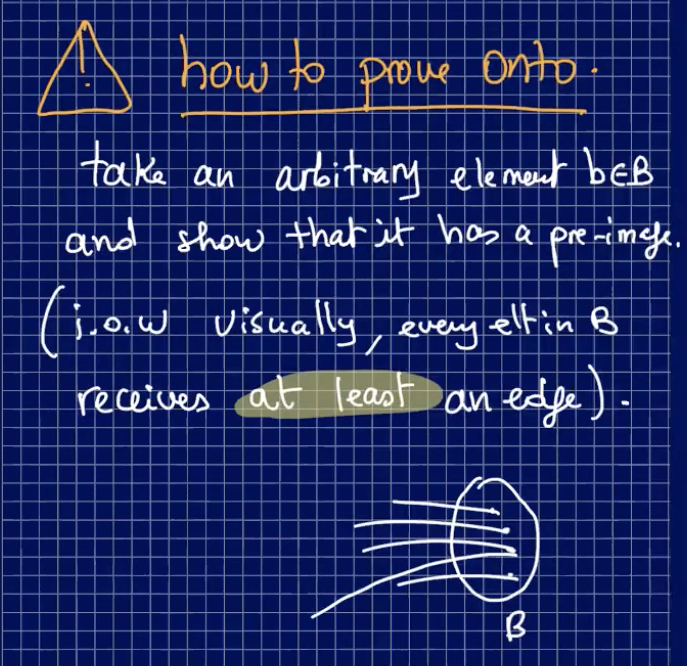 ! how to prove onto.
take an arbitrary element b∈B
and show that it has a pre-image.
(i.o.w visually, every elt in B
receives at least an edge).
B